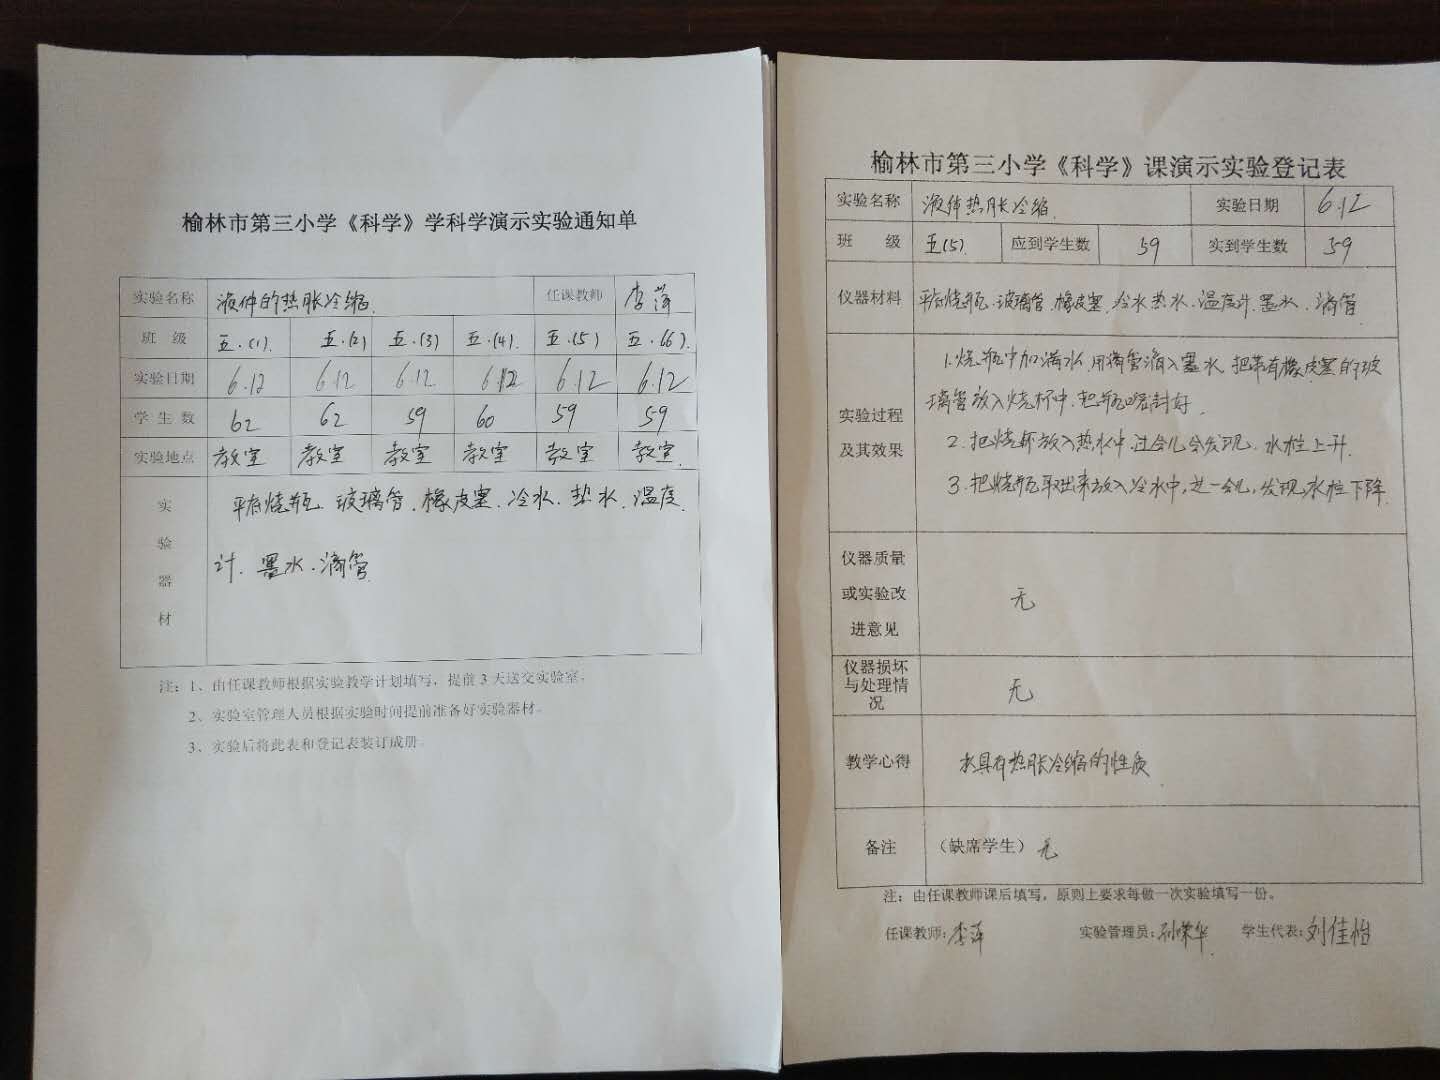 榆林市第三小学《科学》学科学演示实验通知单
实验名称 液体的热胀冷缩. 任课教师 李萍
班 级 五.(1). 五.(2) 五.(3) 五.(4). 五.(5) 五.(6).
实验日期 6.12 6.12 6.12 6.12 6.12 6.12
学 生 数 62 62 59 60 59 59
实验地点 教室 教室 教室 教室 教室 教室.
实验器材
平底烧瓶、玻璃管、橡皮塞、冷水、热水、温度
计、墨水、滴管
注：1、由任课教师根据实验教学计划填写，提前3天送交实验室。
2、实验室管理人员根据实验时间提前准备好实验器材。
3、实验后将此表和登记表装订成册。
榆林市第三小学《科学》课演示实验登记表
实验名称 液体热胀冷缩. 实验日期 6.12
班 级 五(5) 应到学生数 59 实到学生数 59
仪器材料 平底烧瓶、玻璃管、橡皮塞、冷水热水、温度计、墨水、滴管
实验过程
及其效果
1.烧瓶中加满水,用滴管滴入墨水,把带有橡皮塞的玻
璃管放入烧杯中,把瓶口密封好.
2.把烧瓶放入热水中,过会儿会发现,水柱上升.
3.把烧瓶取出来放入冷水中,过一会儿,发现水柱下降
仪器质量
或实验改
进意见
无
仪器损坏
与处理情
况
无
教学心得 水具有热胀冷缩的性质
备注 （缺席学生）无
注：由任课教师课后填写，原则上要求每做一次实验填写一份。
任课教师：李萍 实验管理员：孙荣华 学生代表：刘佳怡